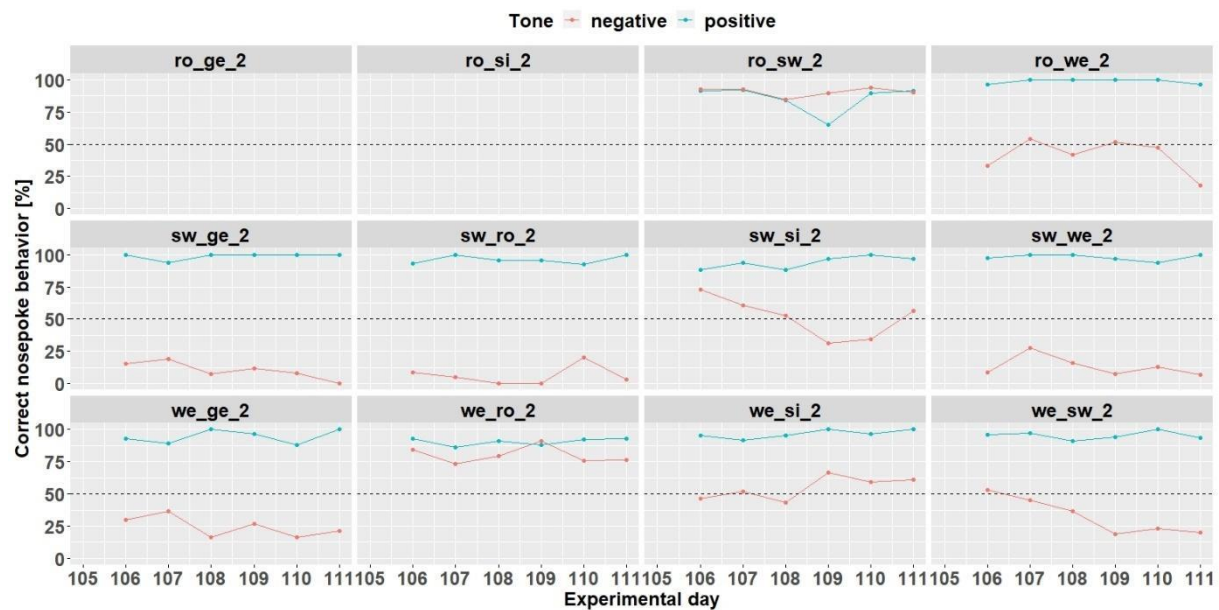 Tone negative positive
ro_ge_2 ro_si_2 ro_sw_2 ro_we_2
100
75
50
25
0
sw_ge_2 sw_ro_2 sw_si_2 sw_we_2
100
75
50
25
0
we_ge_2 we_ro_2 we_si_2 we_sw_2
100
75
50
25
0
105 106 107 108 109 110 111 105 106 107 108 109 110 111 105 106 107 108 109 110 111 105 106 107 108 109 110 111
Experimental day
Correct nosepoke behavior [%]